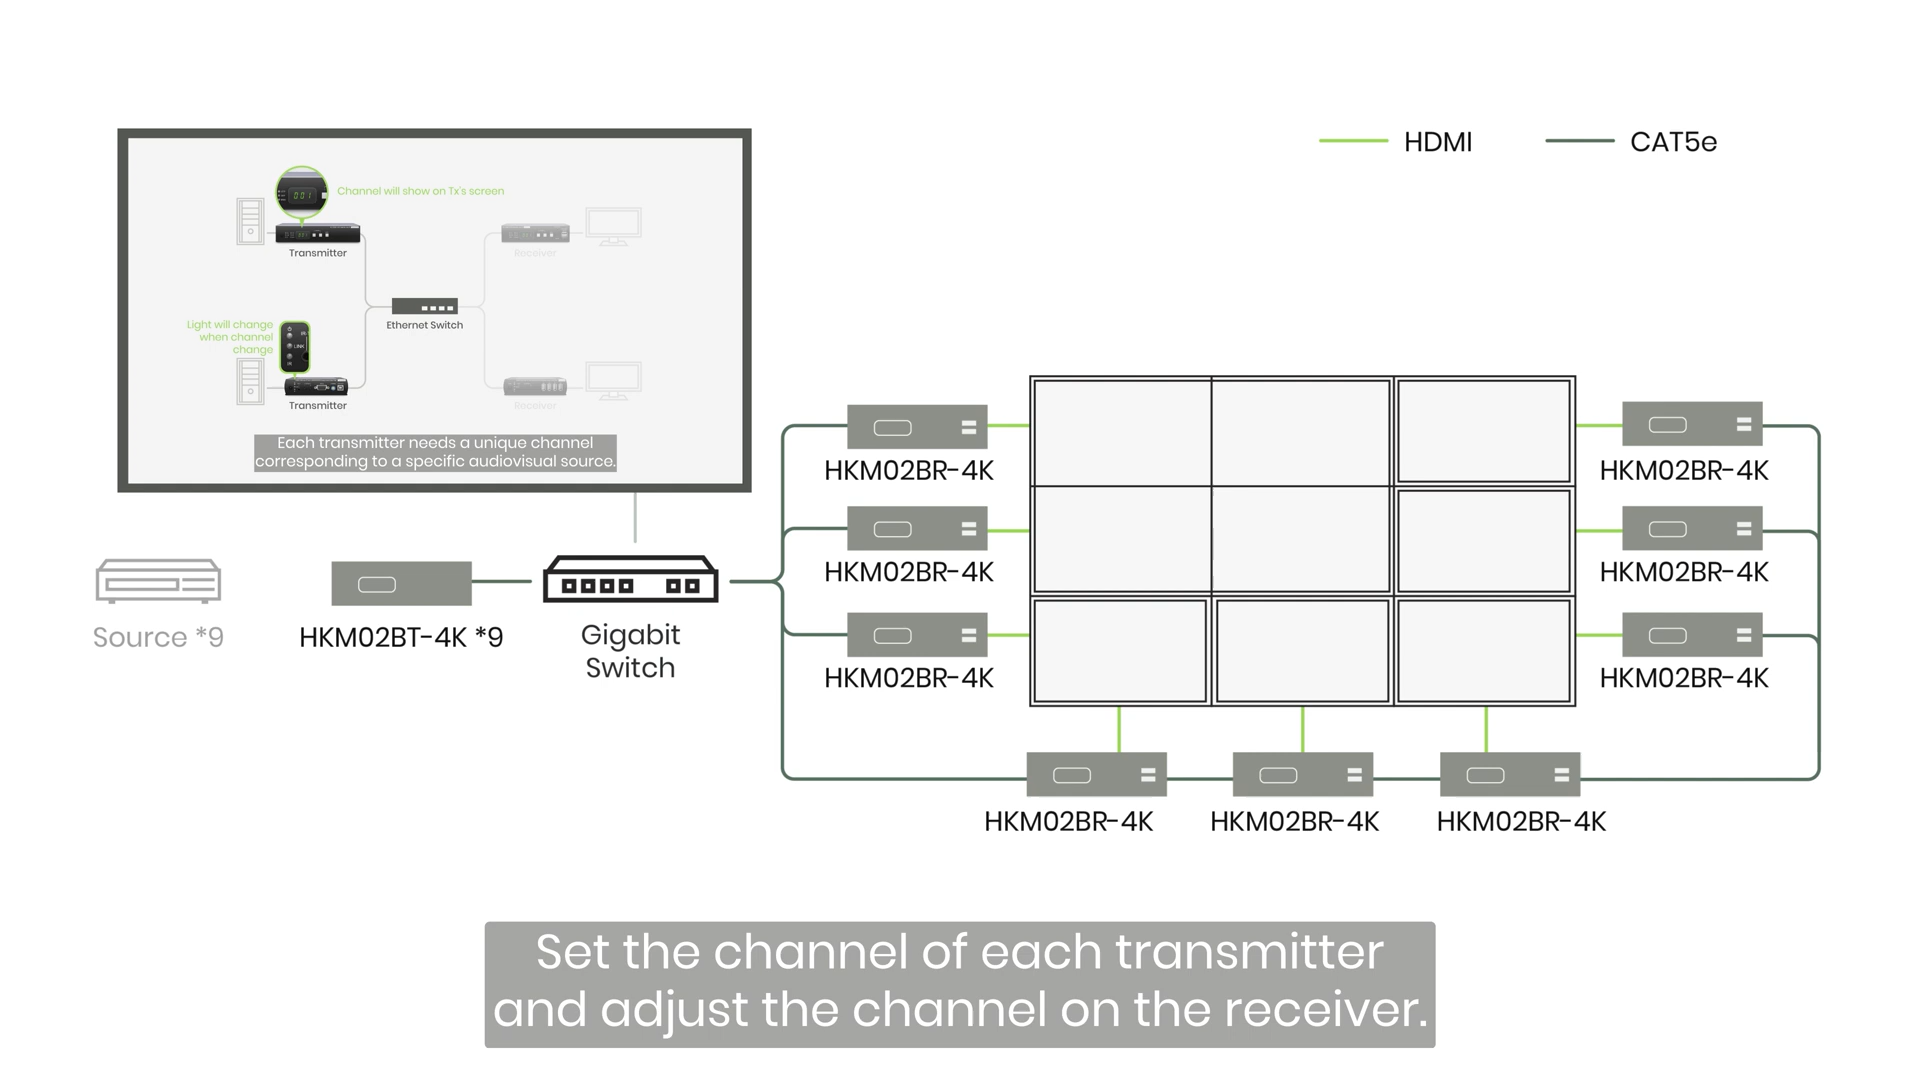 HDMI
CAT5e
001
Channel will show on Tx's screen
Transmitter
Receiver
Light will change
when channel
change
LINK
Ethernet Switch
Transmitter
Receiver
Each transmitter needs a unique channel
corresponding to a specific audiovisual source.
HKM02BR-4K
HKM02BR-4K
HKM02BR-4K
HKM02BR-4K
Source *9
HKM02BT-4K *9
Gigabit
Switch
HKM02BR-4K
HKM02BR-4K
HKM02BR-4K
HKM02BR-4K
HKM02BR-4K
Set the channel of each transmitter
and adjust the channel on the receiver.